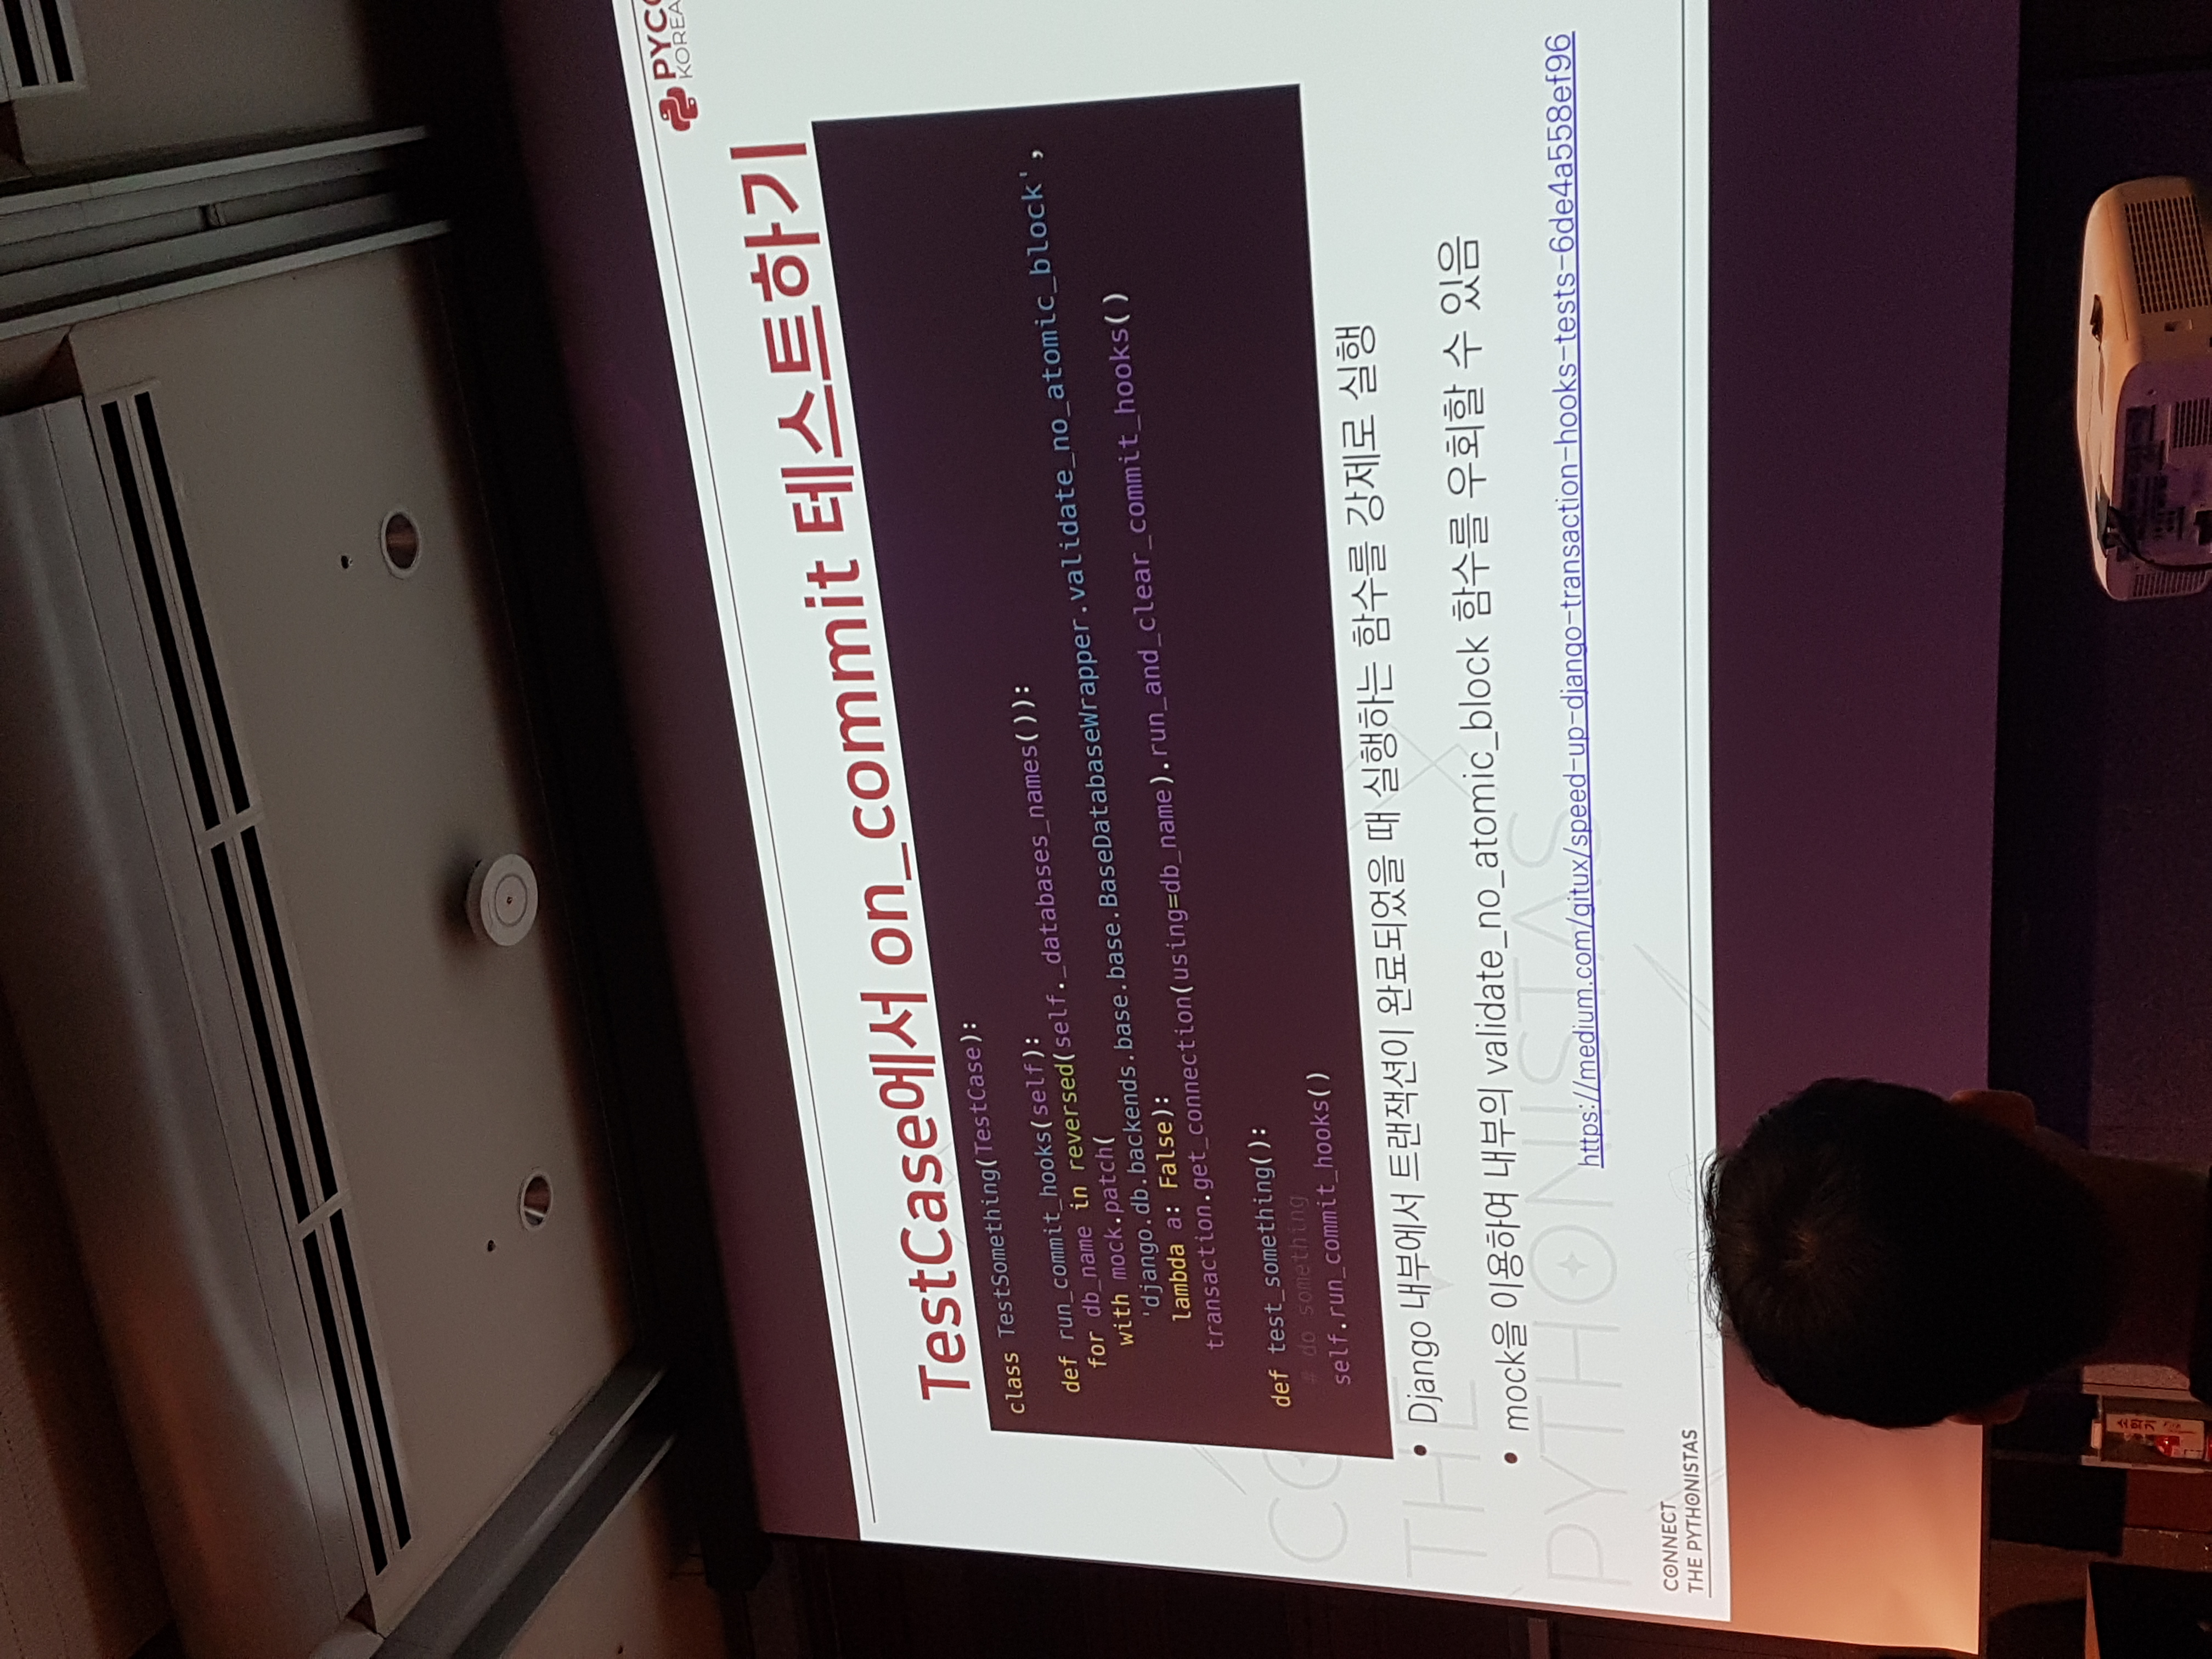 KOREA
TestCase에서 on_commit 테스트하기
class TestSomething(TestCase):
def run_commit_hooks(self):
for db_name in reversed(self._databases_names()):
with mock.patch(
'django.db.backends.base.base.BaseDatabaseWrapper.validate_no_atomic_block',
lambda a: False):
transaction.get_connection(using=db_name).run_and_clear_commit_hooks()
def test_something():
# do something
self.run_commit_hooks()
• Django 내부에서 트랜잭션이 완료되었을 때 실행하는 함수를 강제로 실행
• mock을 이용하여 내부의 validate_no_atomic_block 함수를 우회할 수 있음
https://medium.com/gitux/speed-up-django-transaction-hooks-tests-6de4a558ef96
THE
PYTHONISTAS
CONNECT
THE PYTHONISTAS
소화기